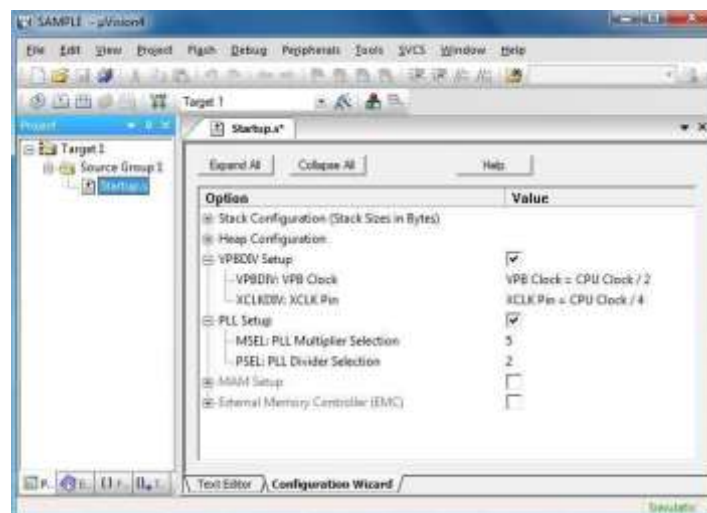 SAMPLE - µVision4
File Edit View Project Flash Debug Peripherals Tools SVCS Window Help
Target 1
Project
Startup.s*
Target 1
Source Group 1
Startup.s
Expand All Collapse All Help
Option Value
Stack Configuration (Stack Sizes in Bytes)
Heap Configuration
VPBDIV Setup
VPBDIV: VPB Clock VPB Clock = CPU Clock / 2
XCLKDIV: XCLK Pin XCLK Pin = CPU Clock / 4
PLL Setup
MSEL: PLL Multiplier Selection 5
PSEL: PLL Divider Selection 2
MAM Setup
External Memory Controller (EMC)
Text Editor Configuration Wizard